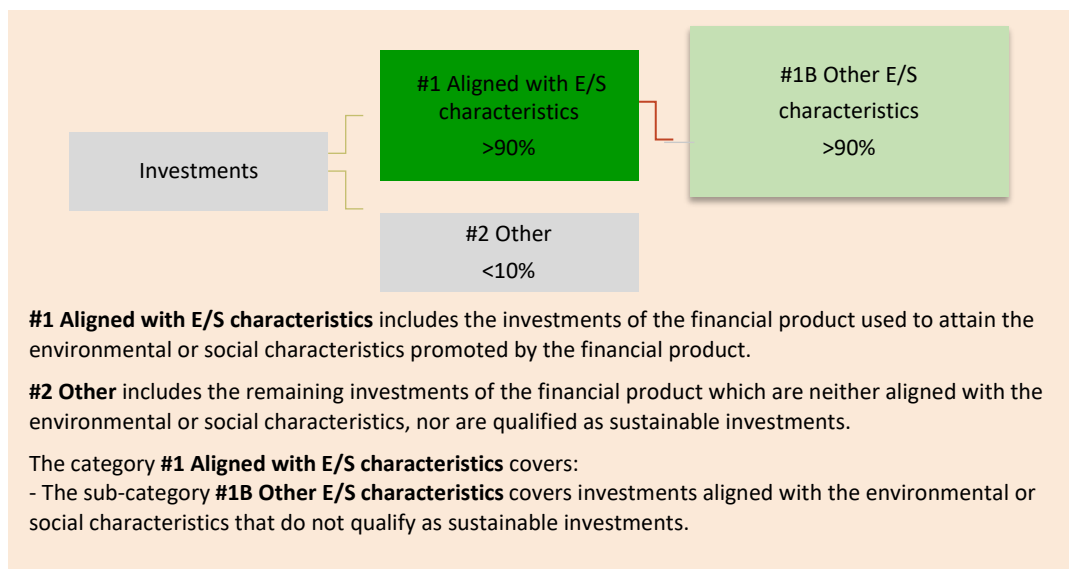 #1 Aligned with E/S
characteristics
>90%
#1B Other E/S
characteristics
>90%
Investments
#2 Other
<10%
#1 Aligned with E/S characteristics includes the investments of the financial product used to attain the
environmental or social characteristics promoted by the financial product.
#2 Other includes the remaining investments of the financial product which are neither aligned with the
environmental or social characteristics, nor are qualified as sustainable investments.
The category #1 Aligned with E/S characteristics covers:
- The sub-category #1B Other E/S characteristics covers investments aligned with the environmental or
social characteristics that do not qualify as sustainable investments.